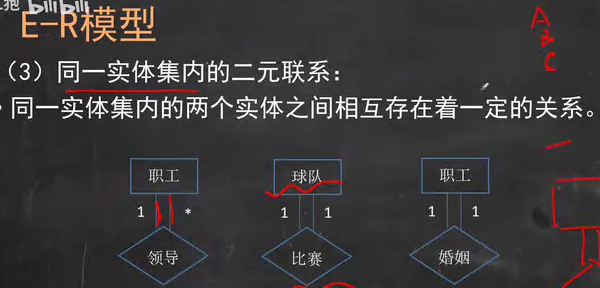 bilibili
E-R模型
A
B
C
（3）同一实体集内的二元联系：
· 同一实体集内的两个实体之间相互存在着一定的关系。
职工 球队 职工
1 * 1 1 1 1
领导 比赛 婚姻